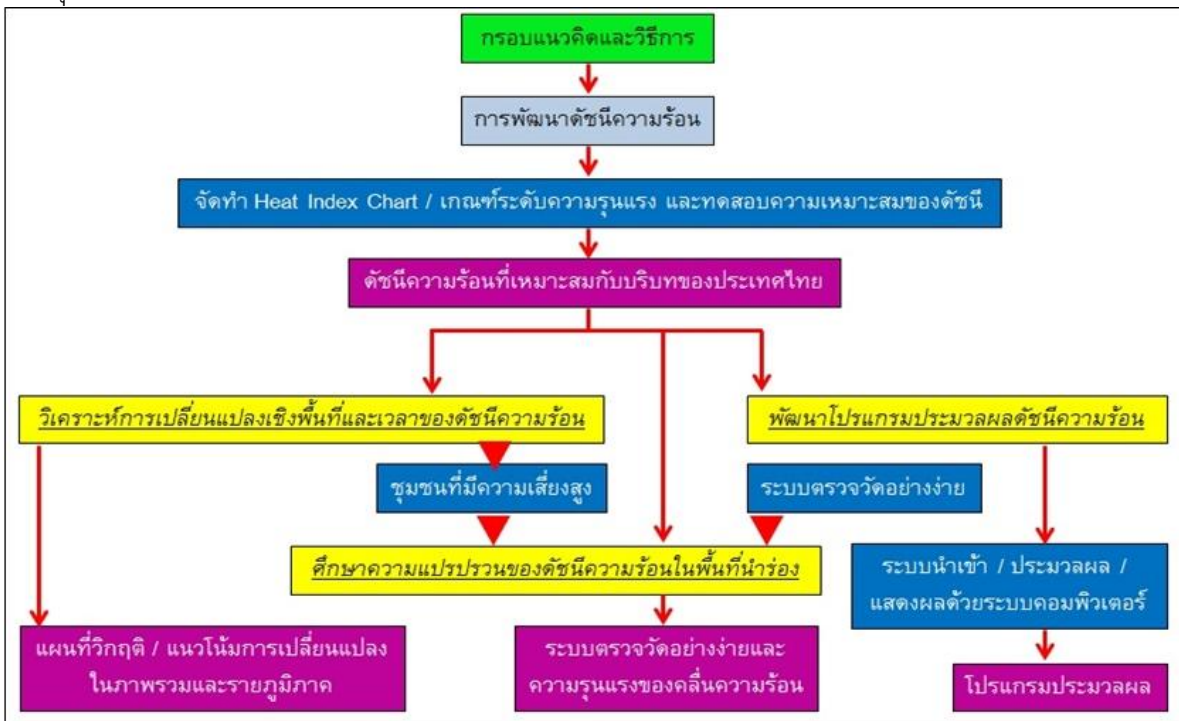 กรอบแนวคิดและวิธีการ
การพัฒนาดัชนีความร้อน
จัดทำ Heat Index Chart / เกณฑ์ระดับความรุนแรง และทดสอบความเหมาะสมของดัชนี
ดัชนีความร้อนที่เหมาะสมกับบริบทของประเทศไทย
วิเคราะห์การเปลี่ยนแปลงเชิงพื้นที่และเวลาของดัชนีความร้อน
พัฒนาโปรแกรมประมวลผลดัชนีความร้อน
ชุมชนที่มีความเสี่ยงสูง
ระบบตรวจวัดอย่างง่าย
ศึกษาความแปรปรวนของดัชนีความร้อนในพื้นที่นำร่อง
ระบบนำเข้า / ประมวลผล /
แสดงผลด้วยระบบคอมพิวเตอร์
แผนที่วิกฤติ / แนวโน้มการเปลี่ยนแปลง
ในภาพรวมและรายภูมิภาค
ระบบตรวจวัดอย่างง่ายและ
ความรุนแรงของคลื่นความร้อน
โปรแกรมประมวลผล